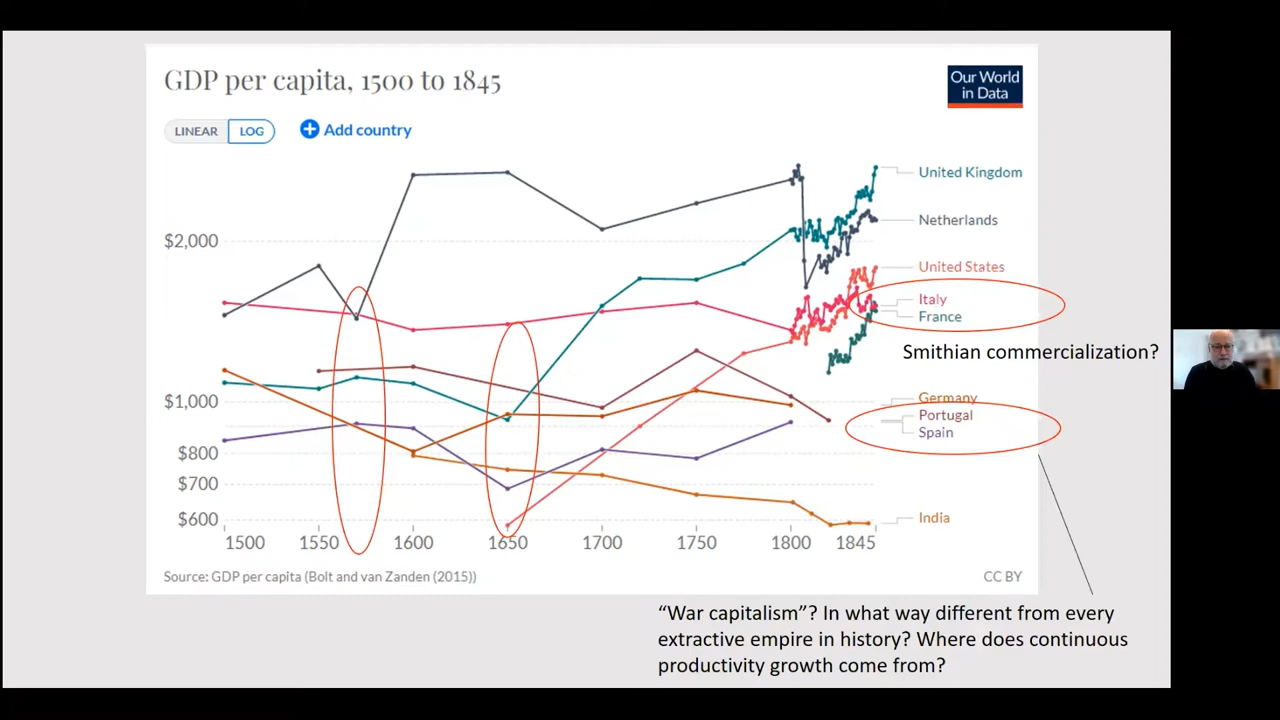 GDP per capita, 1500 to 1845
Our World
in Data
LINEAR
LOG
Add country
United Kingdom
Netherlands
$2,000
United States
Italy
France
Smithian commercialization?
$1,000
Germany
Portugal
Spain
$800
$700
$600
India
1500
1550
1600
1650
1700
1750
1800
1845
Source: GDP per capita (Bolt and van Zanden (2015))
CC BY
“War capitalism”? In what way different from every
extractive empire in history? Where does continuous
productivity growth come from?